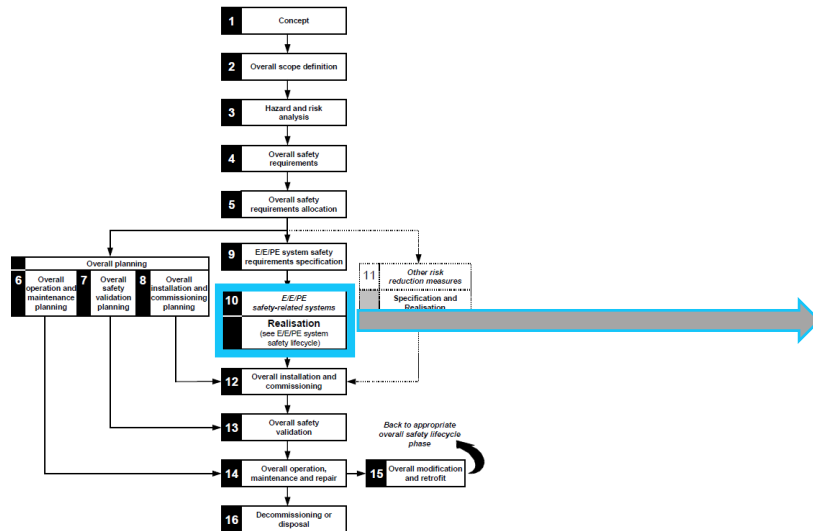 1
Concept
2
Overall scope definition
3
Hazard and risk
analysis
4
Overall safety
requirements
5
Overall safety
requirements allocation
Overall planning
6
Overall
operation and
maintenance
planning
7
Overall
safety
validation
planning
8
Overall
installation and
commissioning
planning
9
E/E/PE system safety
requirements specification
10
E/E/PE
safety-related systems
Realisation
(see E/E/PE system
safety lifecycle)
11
Other risk
reduction measures
Specification and
Realisation
12
Overall installation and
commissioning
13
Overall safety
validation
Back to appropriate
overall safety lifecycle
phase
14
Overall operation,
maintenance and repair
15
Overall modification
and retrofit
16
Decommissioning or
disposal